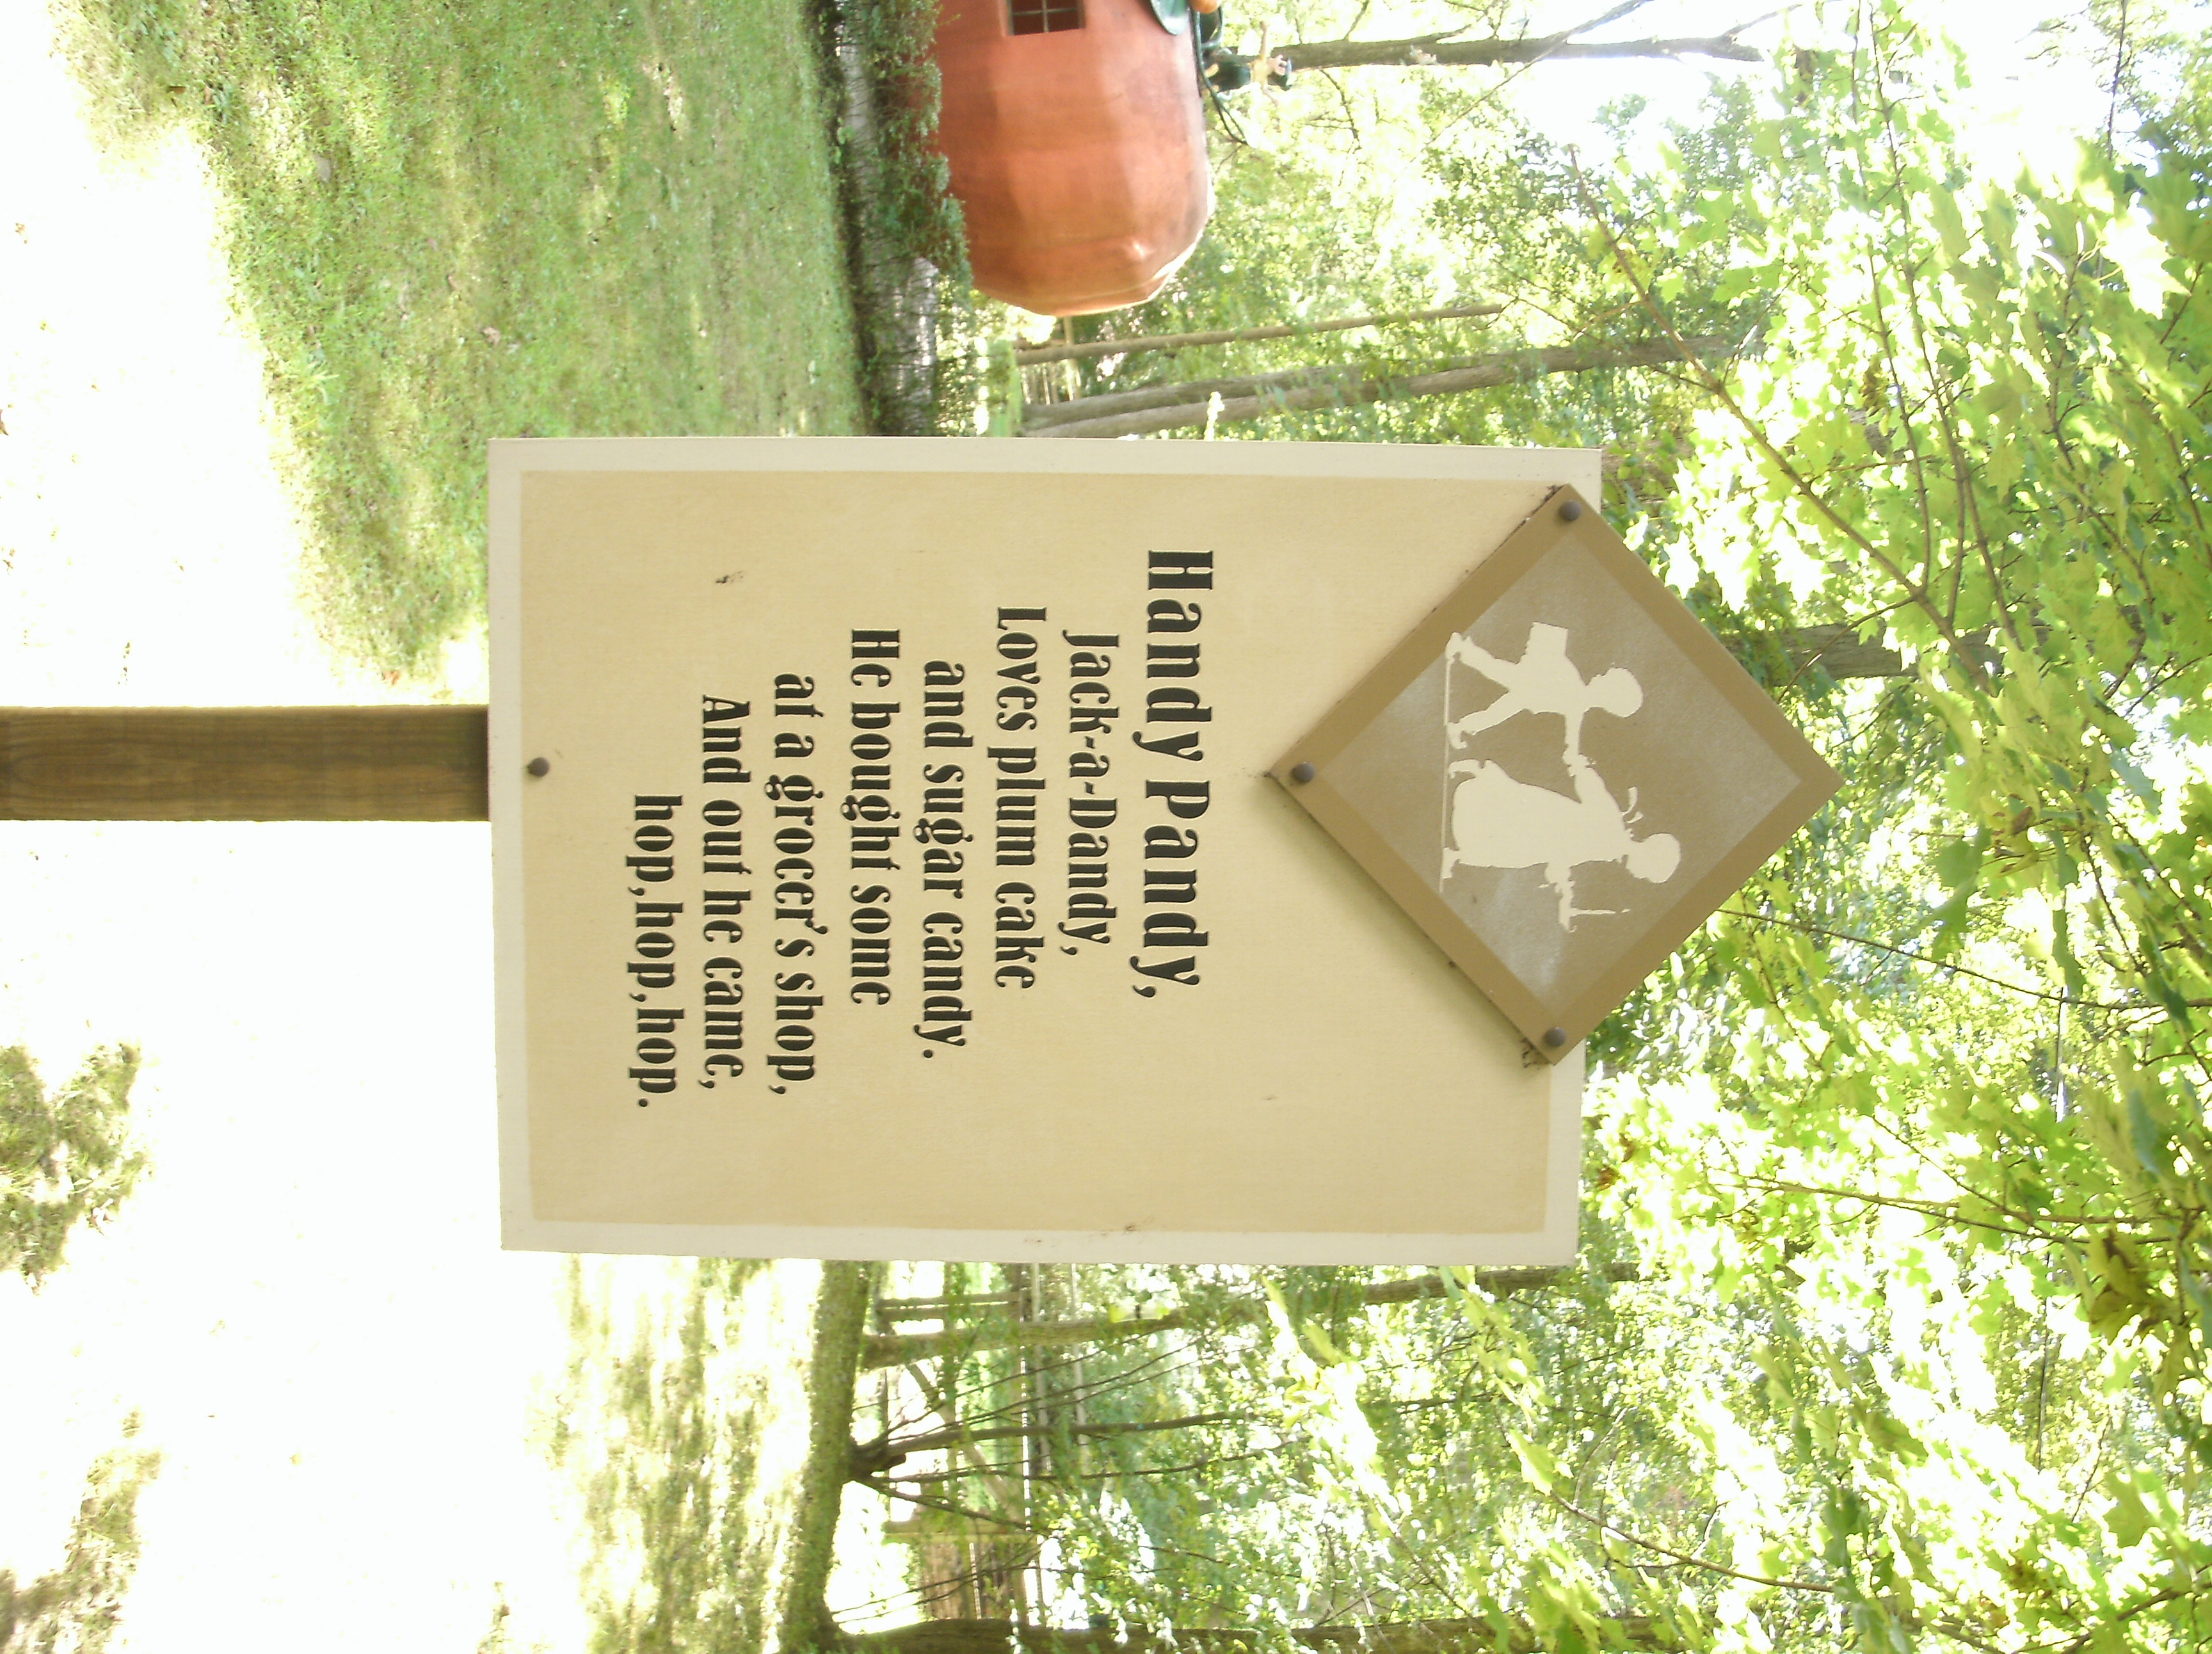 Handy Pandy,
Jack-a-Dandy,
Loves plum cake
and sugar candy.
He bought some
at a grocer's shop,
And out he came,
hop, hop, hop.